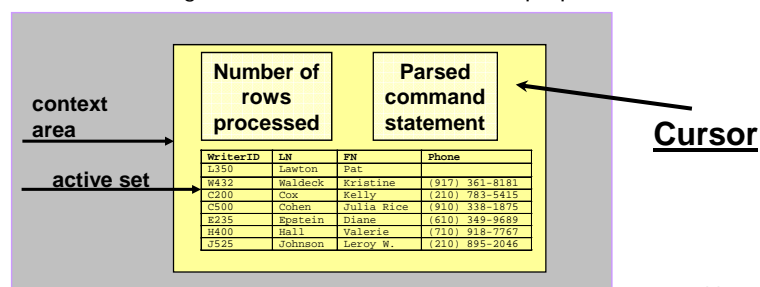 Number of
rows
processed
Parsed
command
statement
Cursor
context
area
active set
WriterID LN FN Phone
L350 Lawton Pat
W432 Waldeck Kristine (917) 361-8181
C200 Cox Kelly (210) 783-5415
C500 Cohen Julia Rice (910) 338-1875
E235 Epstein Diane (610) 349-9689
H400 Hall Valerie (710) 918-7767
J525 Johnson Leroy W. (210) 895-2046